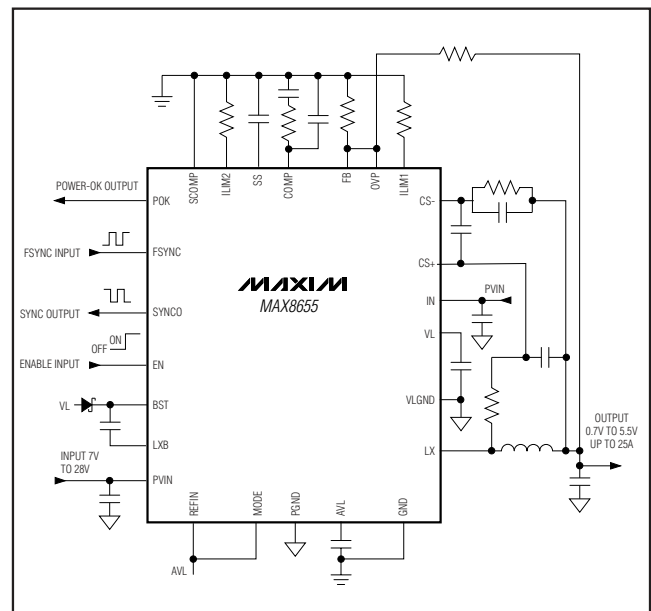 SCOMP
ILIM2
SS
COMP
FB
OVP
ILIM1
POWER-OK OUTPUT
POK
CS-
FSYNC INPUT
FSYNC
CS+
MAXIM
MAX8655
IN
PVIN
SYNC OUTPUT
SYNCO
VL
ON
OFF
ENABLE INPUT
EN
VL
BST
VLGND
OUTPUT
0.7V TO 5.5V
UP TO 25A
LXB
LX
INPUT 7V
TO 28V
PVIN
REFIN
MODE
PGND
AVL
GND
AVL